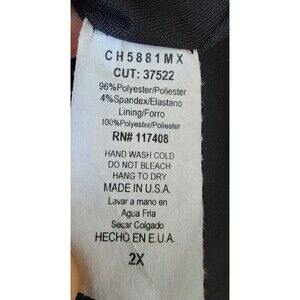 CH5881MX
CUT: 37522
96%Polyester/Poliester
4%Spandex/Elastano
Lining/Forro
100%Polyester/Poliester
RN# 117408
HAND WASH COLD
DO NOT BLEACH
HANG TO DRY
MADE IN U.S.A.
Lavar a mano en
Agua Fria
Secar Colgado
HECHO EN E.U.A.
2X